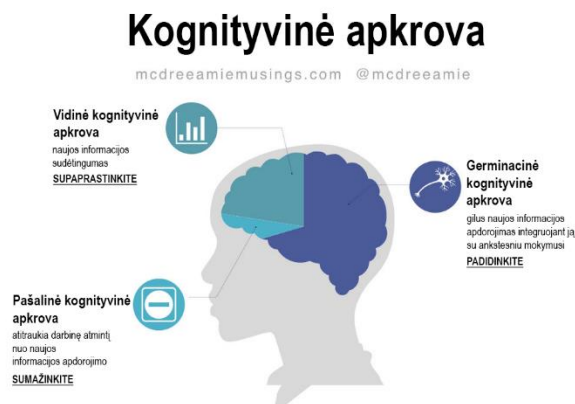 Kognityvinė apkrova
mcdreeamiemusings.com @mcdreeamie
Vidinė kognityvinė
apkrova
naujos informacijos
sudėtingumas
SUPAPRASTINKITE
Germinacinė
kognityvinė
apkrova
gilus naujos informacijos
apdorojimas integruojant ją
su ankstesniu mokymusi
PADIDINKITE
Pašalinė kognityvinė
apkrova
atitraukia darbinę atmintį
nuo naujos
informacijos apdorojimo
SUMAŽINKITE